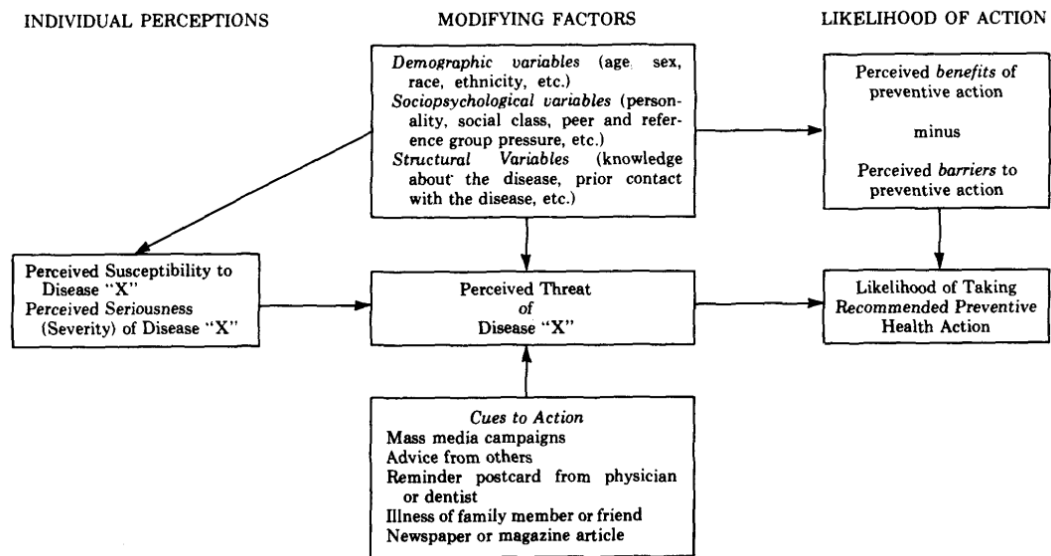 INDIVIDUAL PERCEPTIONS
MODIFYING FACTORS
LIKELIHOOD OF ACTION
Demographic variables (age, sex,
race, ethnicity, etc.)
Sociopsychological variables (person-
ality, social class, peer and refer-
ence group pressure, etc.)
Structural Variables (knowledge
about the disease, prior contact
with the disease, etc.)
Perceived benefits of
preventive action
minus
Perceived barriers to
preventive action
Perceived Susceptibility to
Disease “X”
Perceived Seriousness
(Severity) of Disease “X”
Perceived Threat
of
Disease “X”
Likelihood of Taking
Recommended Preventive
Health Action
Cues to Action
Mass media campaigns
Advice from others
Reminder postcard from physician
or dentist
Illness of family member or friend
Newspaper or magazine article